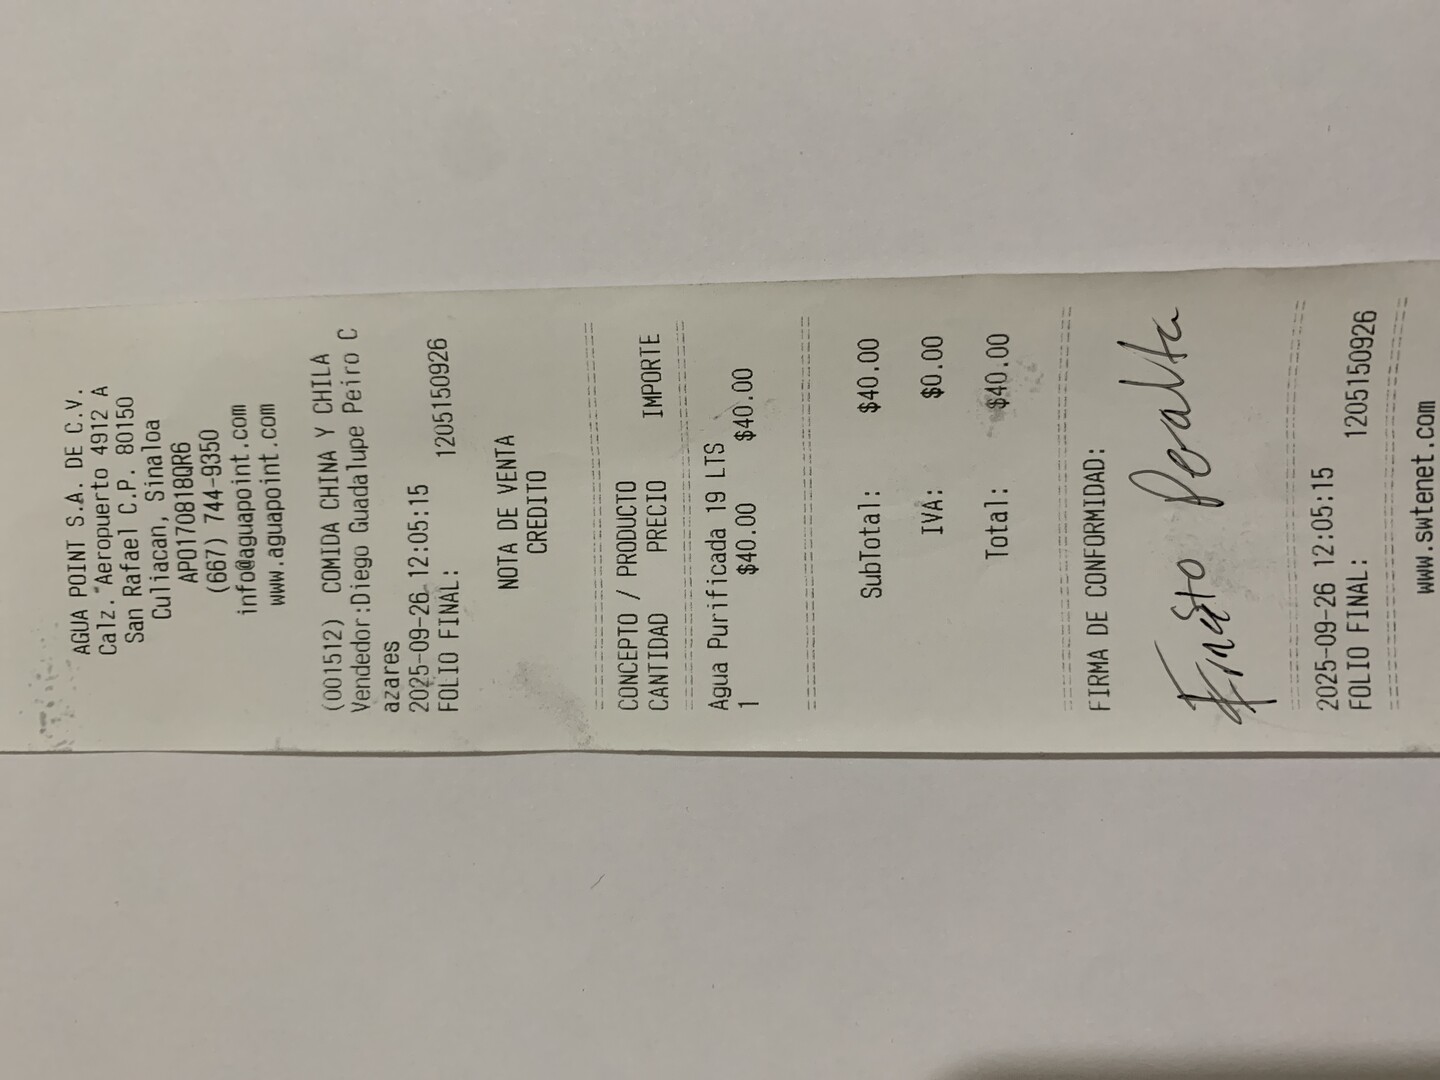 AGUA POINT S.A. DE C.V.
Calz. "Aeropuerto 4912 A
San Rafael C.P. 80150
Culiacan, Sinaloa
APO170818QR6
(667) 744-9350
info@aguapoint.com
www.aguapoint.com
(001512) COMIDA CHINA Y CHILA
Vendedor:Diego Guadalupe Peiro C
azares
2025-09-26 12:05:15
FOLIO FINAL: 1205150926
NOTA DE VENTA
CREDITO
CONCEPTO / PRODUCTO
CANTIDAD PRECIO IMPORTE
Agua Purificada 19 LTS
1 $40.00 $40.00
SubTotal: $40.00
IVA: $0.00
Total: $40.00
FIRMA DE CONFORMIDAD:
Peralta
2025-09-26 12:05:15
FOLIO FINAL: 1205150926
www.swtenet.com